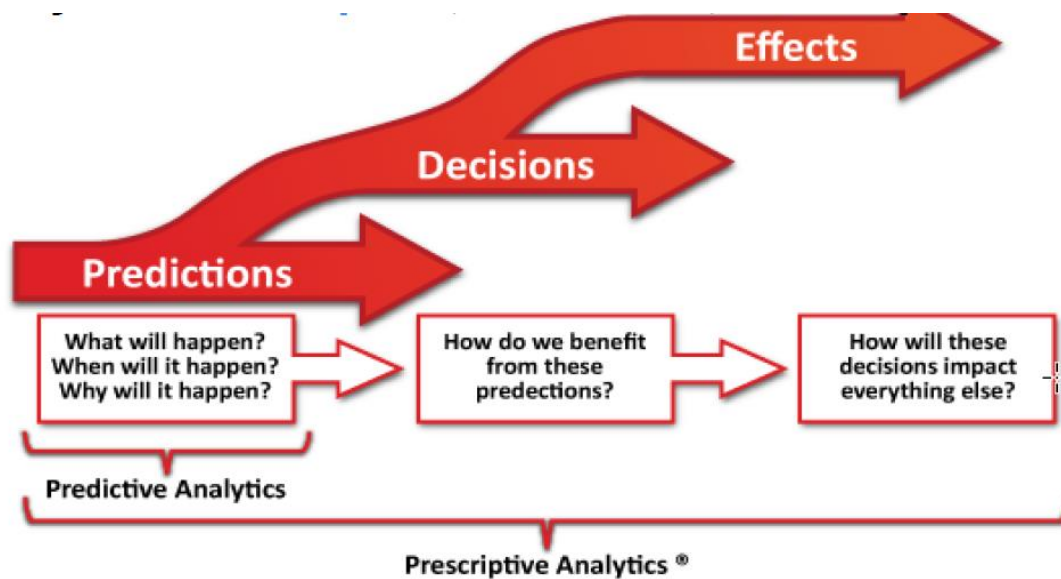 Effects
Decisions
Predictions
What will happen?
When will it happen?
Why will it happen?
How do we benefit
from these
predections?
How will these
decisions impact
everything else?
Predictive Analytics
Prescriptive Analytics ®